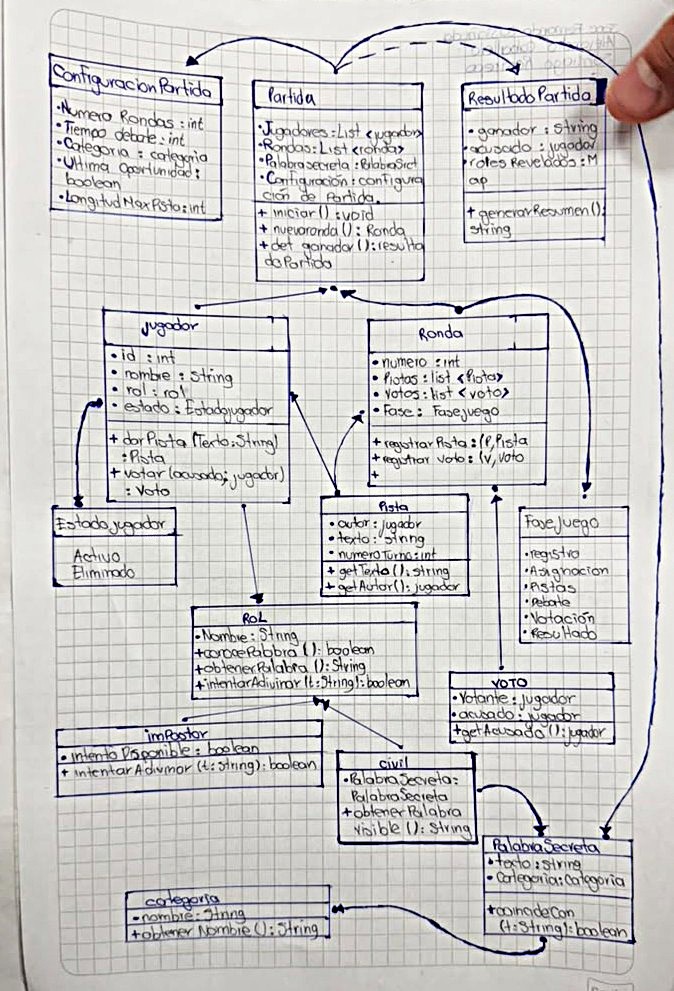 ConfiguracionPartida
•Numero Rondas: int
•Tiempo debate: int
•Categoria: categoria
•Ultima oportunidad:
boolean
•LongitudMaxPista: int
Partida
•Jugadores: List <jugador>
•Rondas: List <ronda>
•Palabrasecreta: PalabraSrct
•Configuración: configura
ción de Partida.
+ iniciar(): void
+ nuevaronda(): Ronda
+ det ganador(): resulta
doPartida
ResultadoPartida
• ganador: String
•acusado: jugador
•roles Revelados: M
ap
+ generarResumen():
string
jugador
• id: int
• nombre: String
• rol: rol
• estado: Estadojugador
+ darPista (Texto: String)
: Pista
+ votar (acusado; jugador)
: Voto
Ronda
• numero: int
• Pistas: list <Pista>
• Votos: list <voto>
• Fase: FaseJuego
+registrar Pista: (P, Pista
+registrar voto: (v, voto
+
Estadojugador
Activo
Eliminado
Pista
• autor: jugador
• texto: String
• numeroTurno: int
+ getTexto(): string
+ getAutor(): jugador
FaseJuego
•registro
•Asignacion
•Pistas
•Debate
•Votación
•Resultado
ROL
•Nombre: String
+conocePalabra(): boolean
+obtenerPalabra(): String
+intentarAdivinar(t: String): boolean
VOTO
•Votante: jugador
•acusado: jugador
+getAcusado(): jugador
imPostor
• intento Disponible: boolean
+ intentarAdivinar (t: String): boolean
civil
•PalabraSecreta:
PalabraSecreta
+obtenerPalabra
visible(): String
PalabraSecreta
•texto: String
•Categoria: Categoria
(t: String): boolean
categoria
•nombre: String
+obtener Nombre(): String